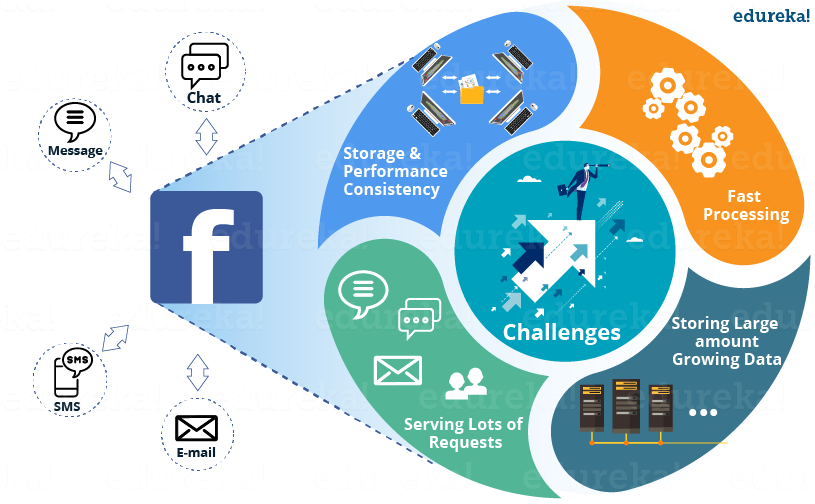 edureka!
Chat
Message
Storage &
Performance
Consistency
Fast
Processing
f
Challenges
Storing Large
amount
Growing Data
SMS
SMS
E-mail
Serving Lots of
Requests